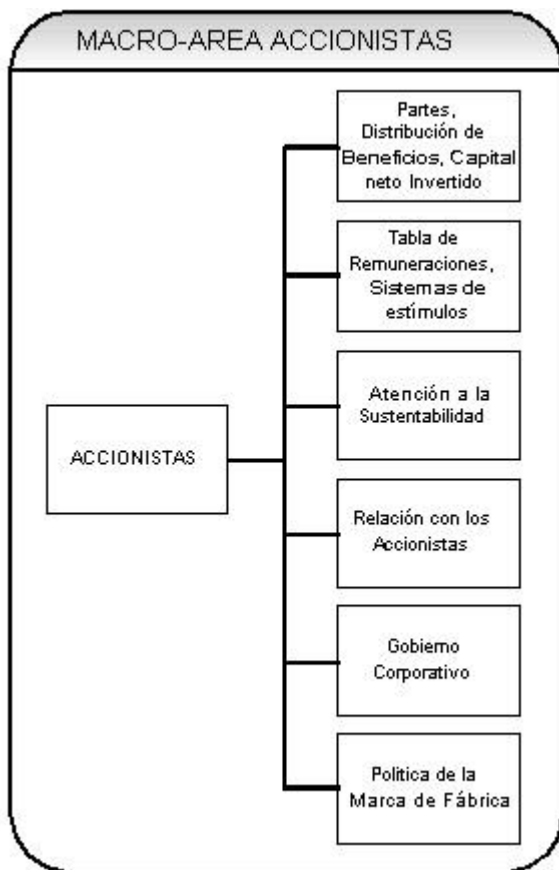 MACRO-AREA ACCIONISTAS
Partes,
Distribución de
Beneficios, Capital
neto Invertido
Tabla de
Remuneraciones,
Sistemas de
estímulos
Atención a la
Sustentabilidad
ACCIONISTAS
Relación con los
Accionistas
Gobierno
Corporativo
Politica de la
Marca de Fábrica